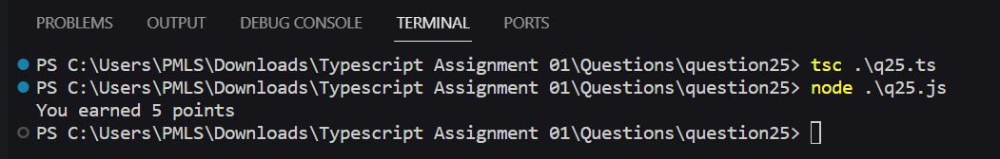 PROBLEMS OUTPUT DEBUG CONSOLE TERMINAL PORTS
PS C:\Users\PMLS\Downloads\Typescript Assignment 01\Questions\question25> tsc .\q25.ts
PS C:\Users\PMLS\Downloads\Typescript Assignment 01\Questions\question25> node .\q25.js
You earned 5 points
PS C:\Users\PMLS\Downloads\Typescript Assignment 01\Questions\question25>